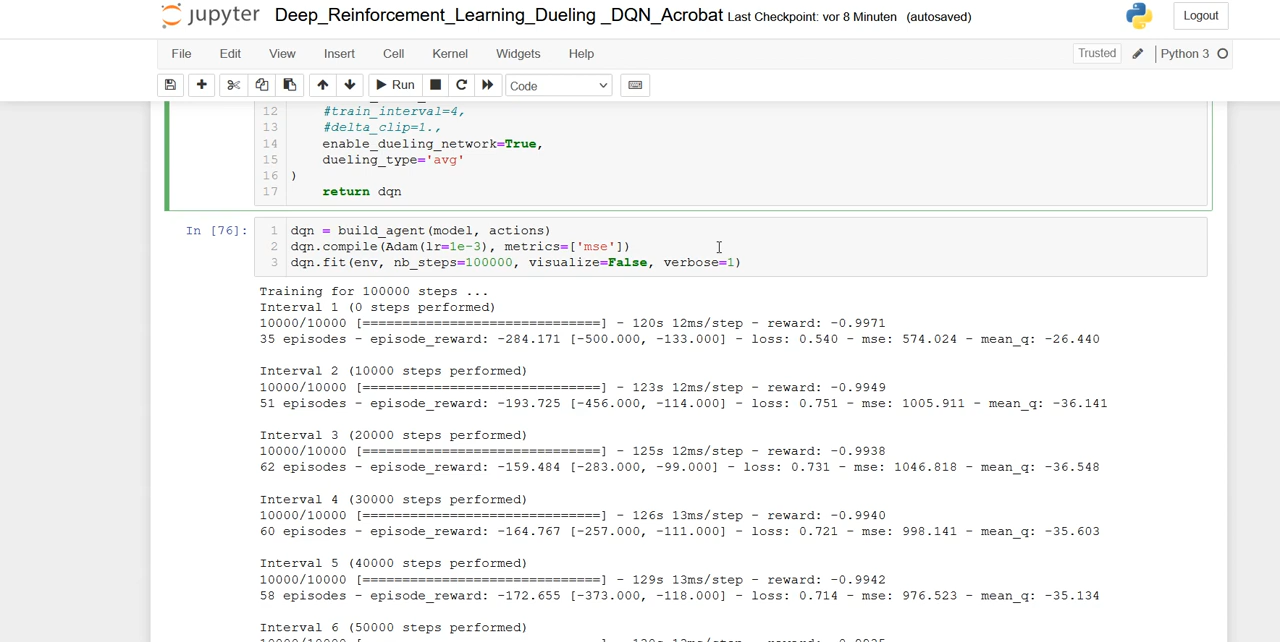 jupyter Deep_Reinforcement_Learning_Dueling _DQN_Acrobat Last Checkpoint: vor 8 Minuten (autosaved)
Logout
File Edit View Insert Cell Kernel Widgets Help
Trusted Python 3
Run Code
12 #train_interval=4,
13 #delta_clip=1.,
14 enable_dueling_network=True,
15 dueling_type='avg'
16 )
17 return dqn
In [76]:
1 dqn = build_agent(model, actions)
2 dqn.compile(Adam(lr=1e-3), metrics=['mse'])
3 dqn.fit(env, nb_steps=100000, visualize=False, verbose=1)
Training for 100000 steps ...
Interval 1 (0 steps performed)
10000/10000 [==============================] - 120s 12ms/step - reward: -0.9971
35 episodes - episode_reward: -284.171 [-500.000, -133.000] - loss: 0.540 - mse: 574.024 - mean_q: -26.440
Interval 2 (10000 steps performed)
10000/10000 [==============================] - 123s 12ms/step - reward: -0.9949
51 episodes - episode_reward: -193.725 [-456.000, -114.000] - loss: 0.751 - mse: 1005.911 - mean_q: -36.141
Interval 3 (20000 steps performed)
10000/10000 [==============================] - 125s 12ms/step - reward: -0.9938
62 episodes - episode_reward: -159.484 [-283.000, -99.000] - loss: 0.731 - mse: 1046.818 - mean_q: -36.548
Interval 4 (30000 steps performed)
10000/10000 [==============================] - 126s 13ms/step - reward: -0.9940
60 episodes - episode_reward: -164.767 [-257.000, -111.000] - loss: 0.721 - mse: 998.141 - mean_q: -35.603
Interval 5 (40000 steps performed)
10000/10000 [==============================] - 129s 13ms/step - reward: -0.9942
58 episodes - episode_reward: -172.655 [-373.000, -118.000] - loss: 0.714 - mse: 976.523 - mean_q: -35.134
Interval 6 (50000 steps performed)